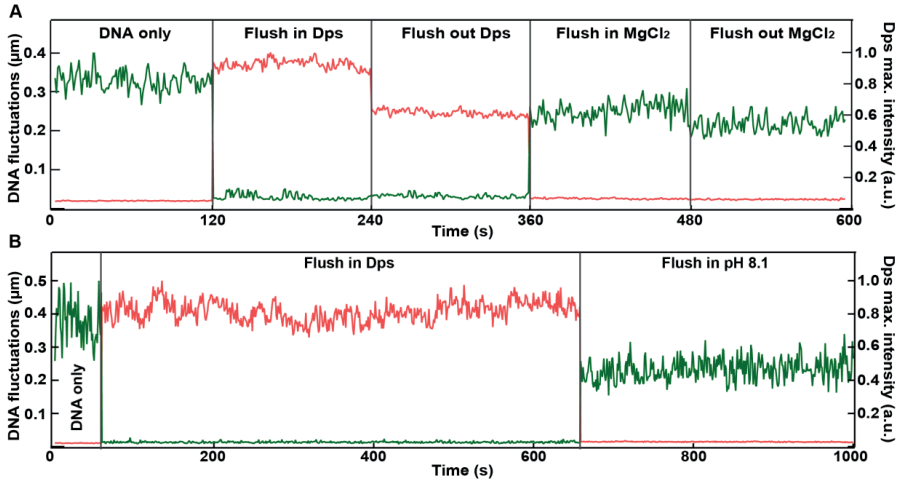 A
DNA only
Flush in Dps
Flush out Dps
Flush in MgCl2
Flush out MgCl2
DNA fluctuations (µm)
0.4
0.3
0.2
0.1
Dps max. intensity (a.u.)
1.0
0.8
0.6
0.4
0.2
0
120
240
360
480
600
Time (s)
B
DNA only
Flush in Dps
Flush in pH 8.1
DNA fluctuations (µm)
0.5
0.4
0.3
0.2
0.1
Dps max. intensity (a.u.)
1.0
0.8
0.6
0.4
0.2
0
200
400
600
800
1000
Time (s)